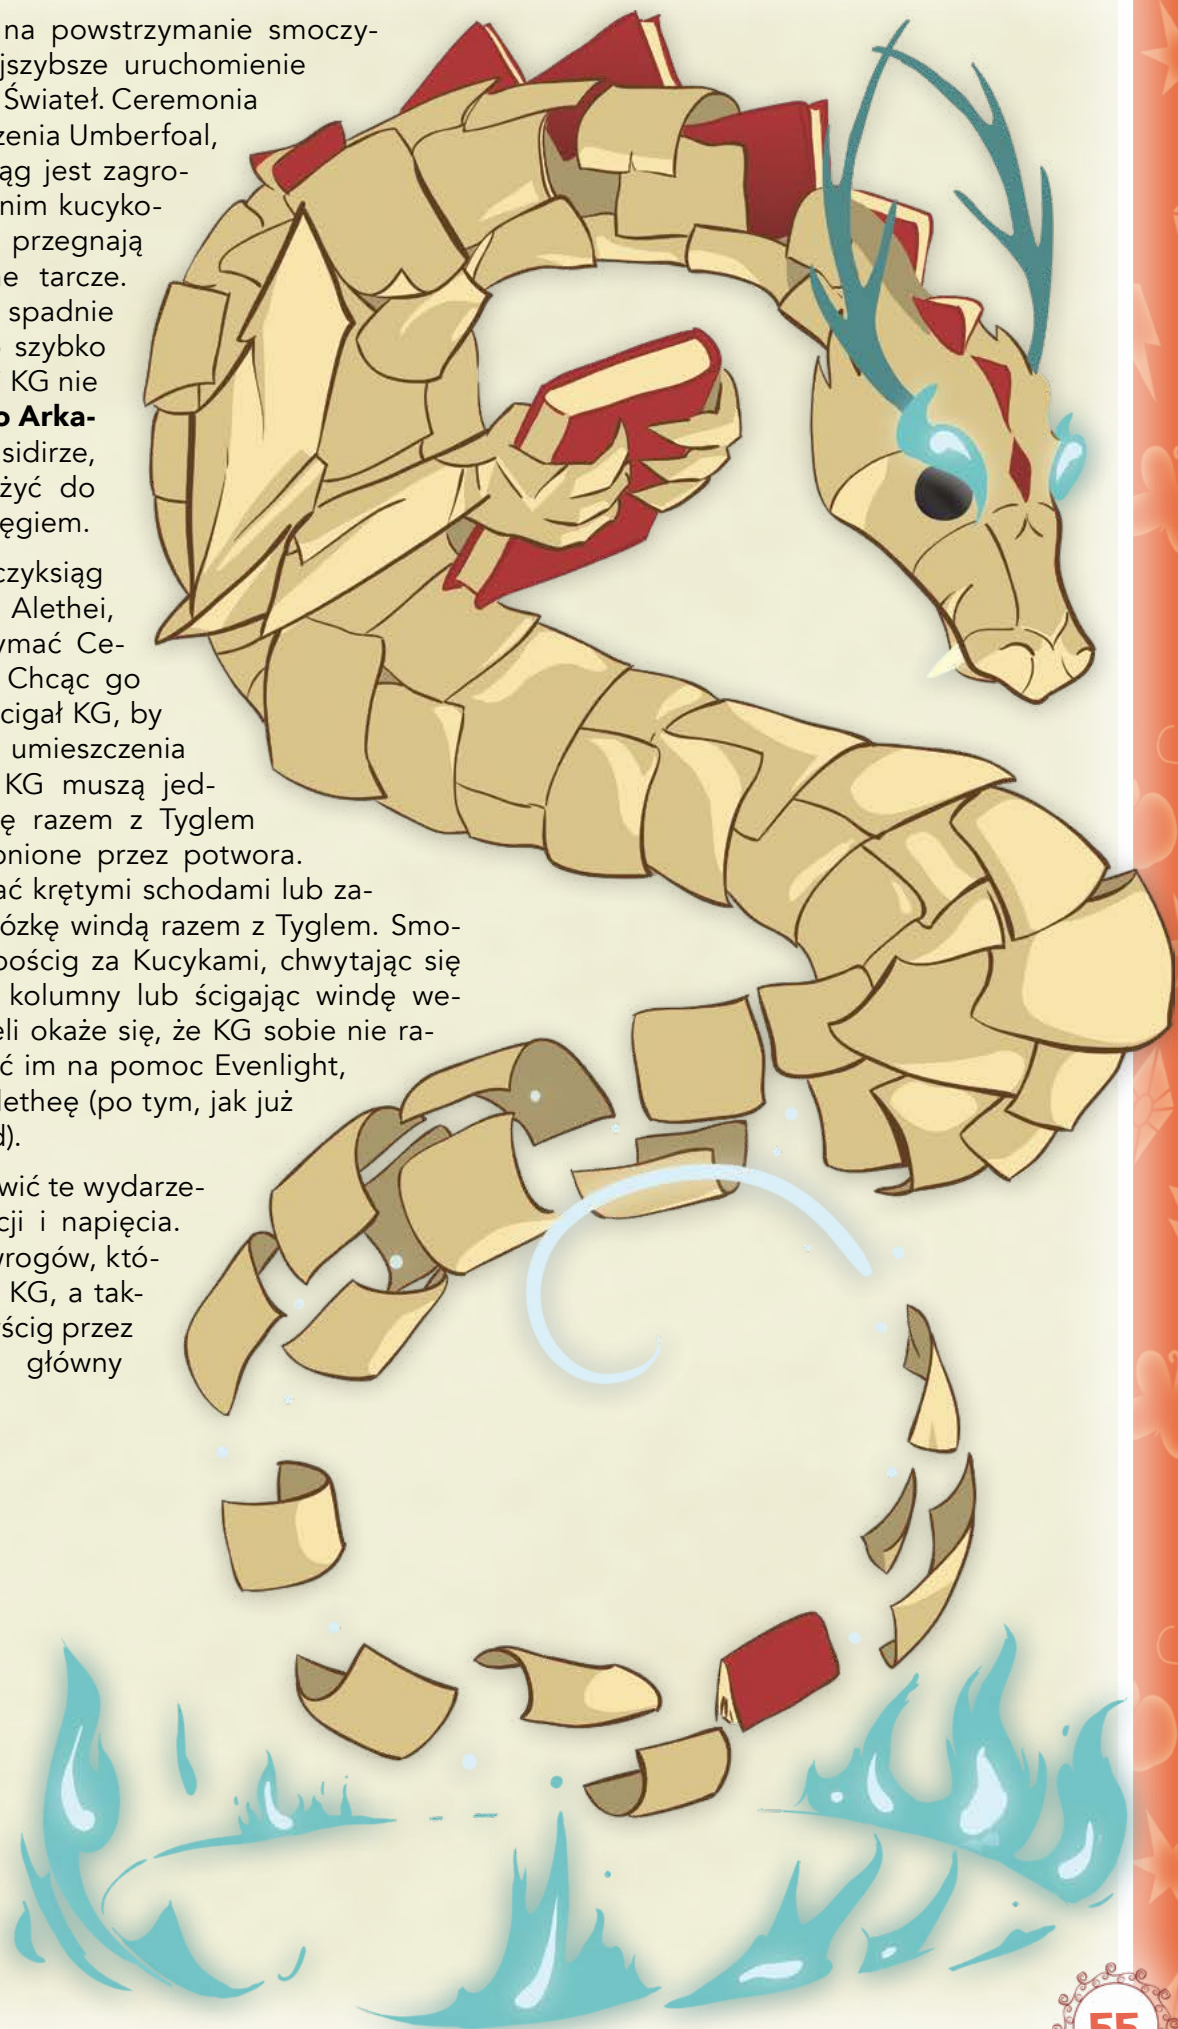 na powstrzymanie smoczy-
jszybsze uruchomienie
Świateł. Ceremonia
zenia Umberfoal,
ąg jest zagro-
nim kucyko-
przegnają
ne tarcze.
spadnie
szybko
KG nie
o Arka-
sidirze,
żyć do
ęgiem.
czyksiąg
Alethei,
ymać Ce-
Chcąc go
cigał KG, by
umieszczenia
KG muszą jed-
ę razem z Tyglem
onione przez potwora.
ać krętymi schodami lub za-
ózkę windą razem z Tyglem. Smo-
pościg za Kucykami, chwytając się
kolumny lub ścigając windę we-
eli okaże się, że KG sobie nie ra-
ć im na pomoc Evenlight,
letheę (po tym, jak już
d).
wić te wydarze-
cji i napięcia.
wrogów, któ-
KG, a tak-
ścig przez
główny
55